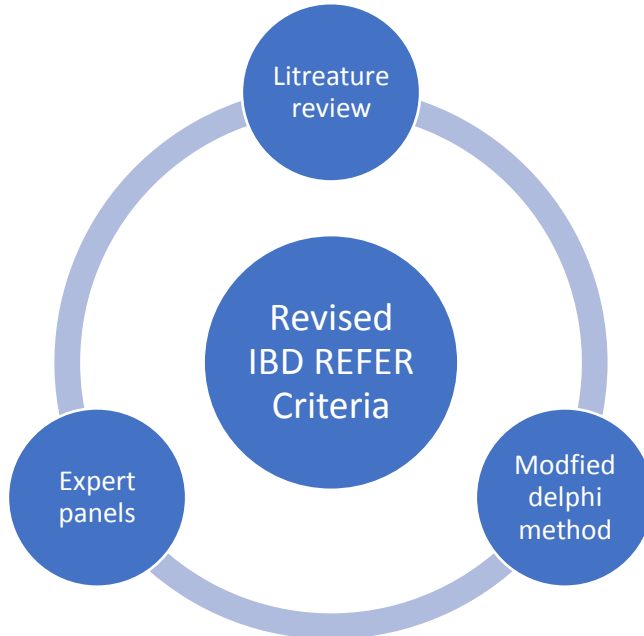 Litreature
review
Revised
IBD REFER
Criteria
Expert
panels
Modfied
delphi
method